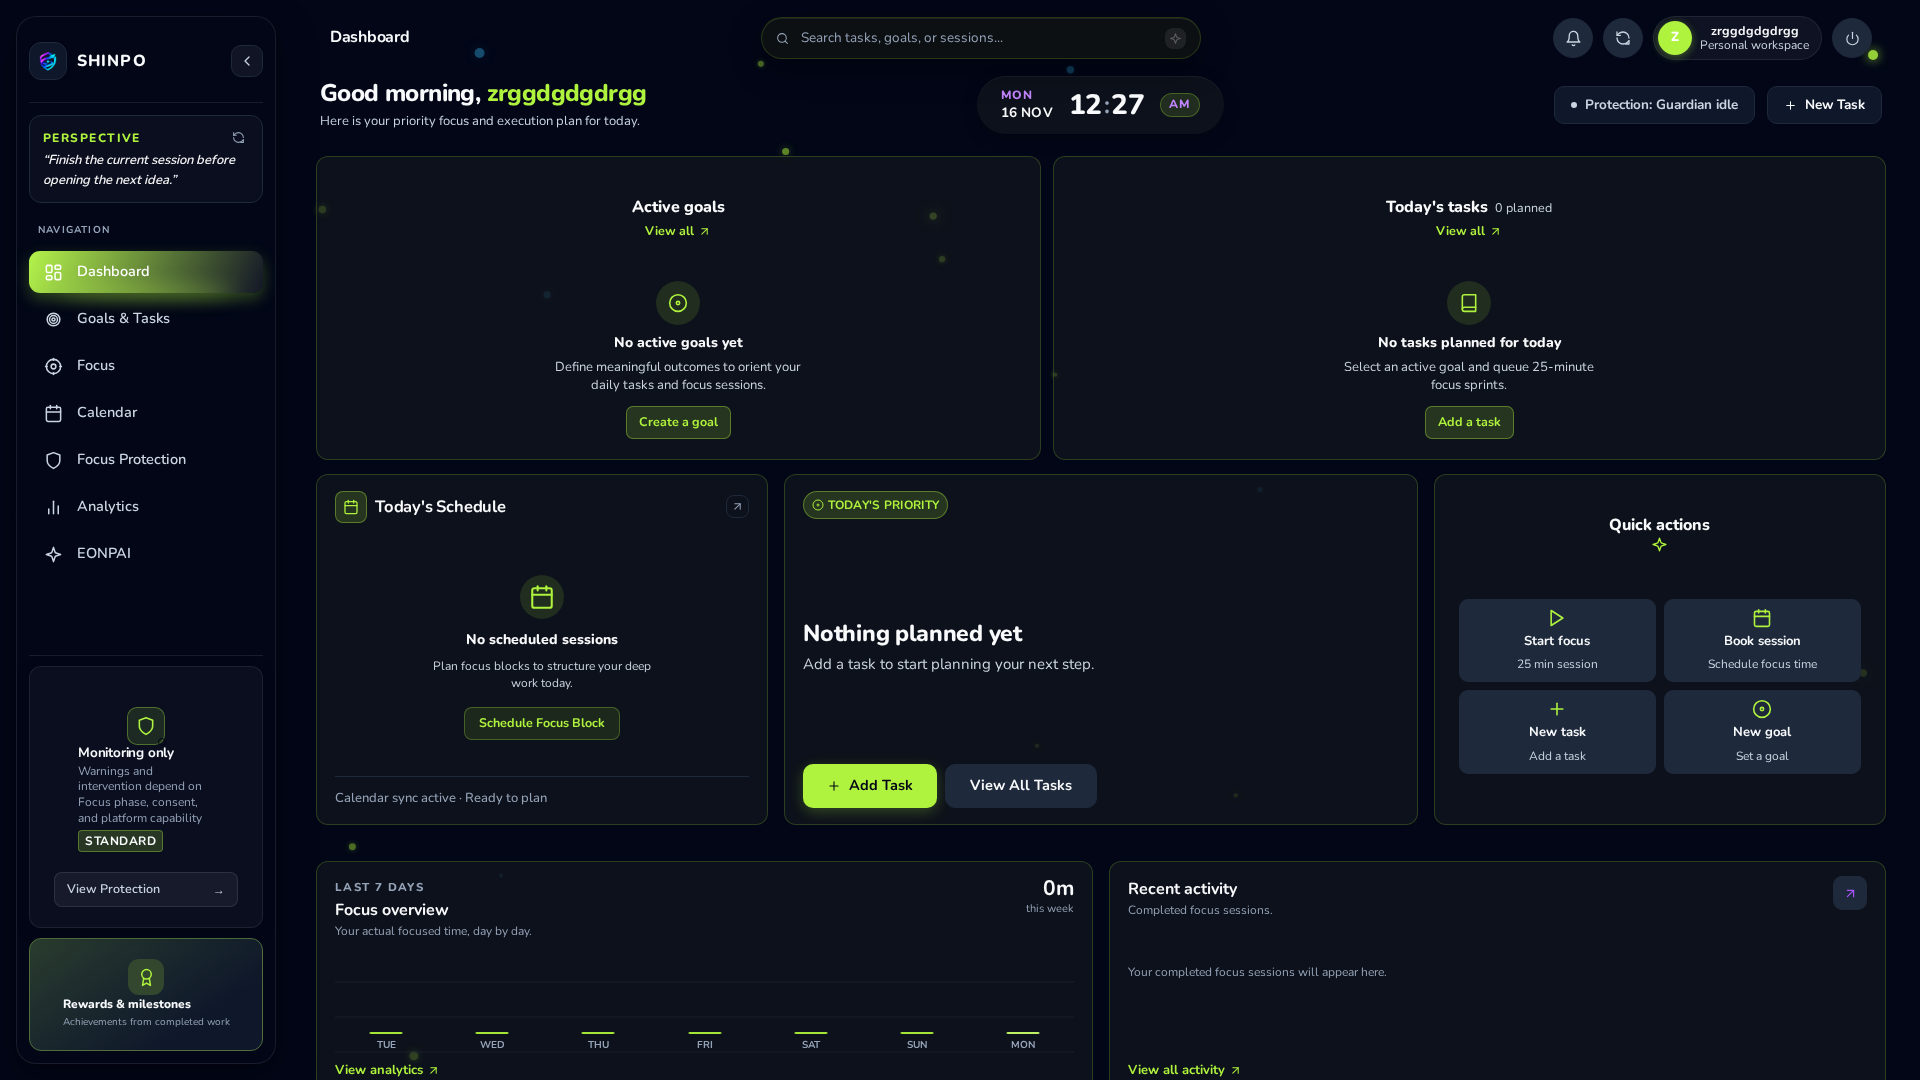 SHINPO
Dashboard
Search tasks, goals, or sessions...
Z
zrggdgdgdrgg
Personal workspace
Good morning, zrggdgdgdrgg
Here is your priority focus and execution plan for today.
MON
16 NOV
12:27
AM
Protection: Guardian idle
+ New Task
PERSPECTIVE
“Finish the current session before
opening the next idea.”
NAVIGATION
Dashboard
Goals & Tasks
Focus
Calendar
Focus Protection
Analytics
EONPAI
Monitoring only
Warnings and
intervention depend on
Focus phase, consent,
and platform capability
STANDARD
View Protection →
Rewards & milestones
Achievements from completed work
Active goals
View all
No active goals yet
Define meaningful outcomes to orient your
daily tasks and focus sessions.
Create a goal
Today's tasks 0 planned
View all
No tasks planned for today
Select an active goal and queue 25-minute
focus sprints.
Add a task
Today's Schedule
No scheduled sessions
Plan focus blocks to structure your deep
work today.
Schedule Focus Block
Calendar sync active · Ready to plan
TODAY'S PRIORITY
Nothing planned yet
Add a task to start planning your next step.
+ Add Task
View All Tasks
Quick actions
Start focus
25 min session
Book session
Schedule focus time
New task
Add a task
New goal
Set a goal
LAST 7 DAYS
Focus overview
Your actual focused time, day by day.
0m
this week
TUE WED THU FRI SAT SUN MON
View analytics
Recent activity
Completed focus sessions.
Your completed focus sessions will appear here.
View all activity